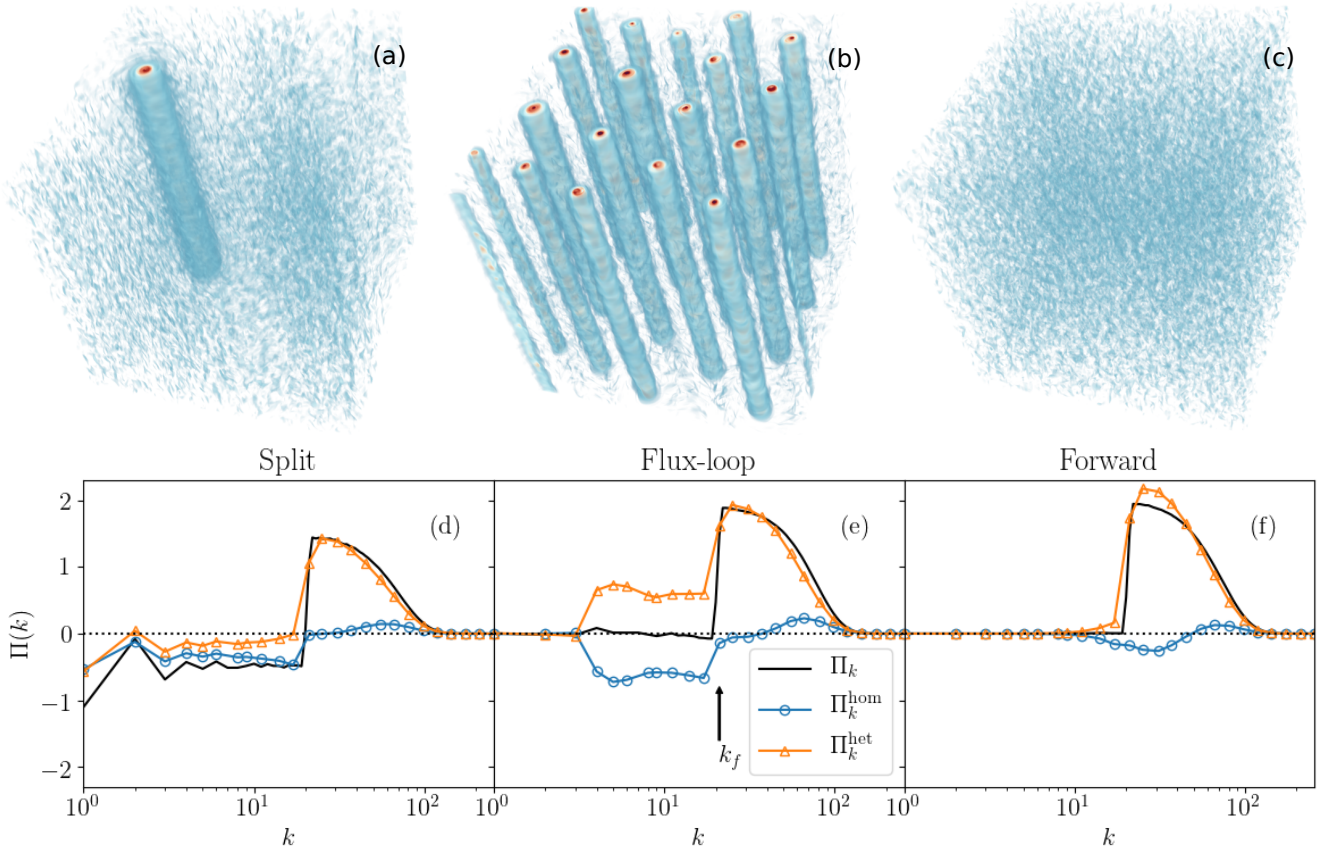 (a) (b) (c)
Split Flux-loop Forward
(d) (e) (f)
2
1
0
−1
−2
Π(k)
Π_k
Π_k^hom
Π_k^het
k_f
10^0 10^1 10^2 10^0 10^1 10^2 10^0 10^1 10^2
k k k